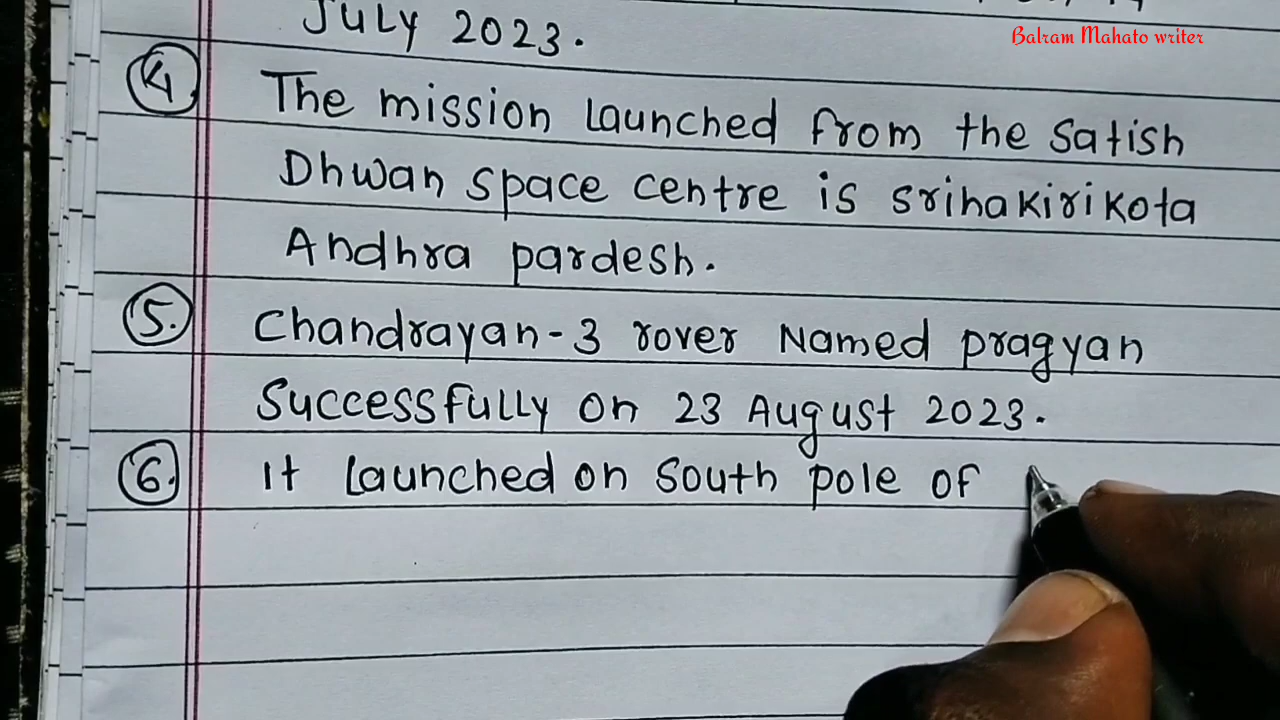 July 2023.
Balram Mahato writer
4. The mission launched from the Satish
Dhwan space centre is srihakirikota
Andhra pardesh.
5. Chandrayan-3 rover Named pragyan
Successfully on 23 August 2023.
6. It launched on South pole of